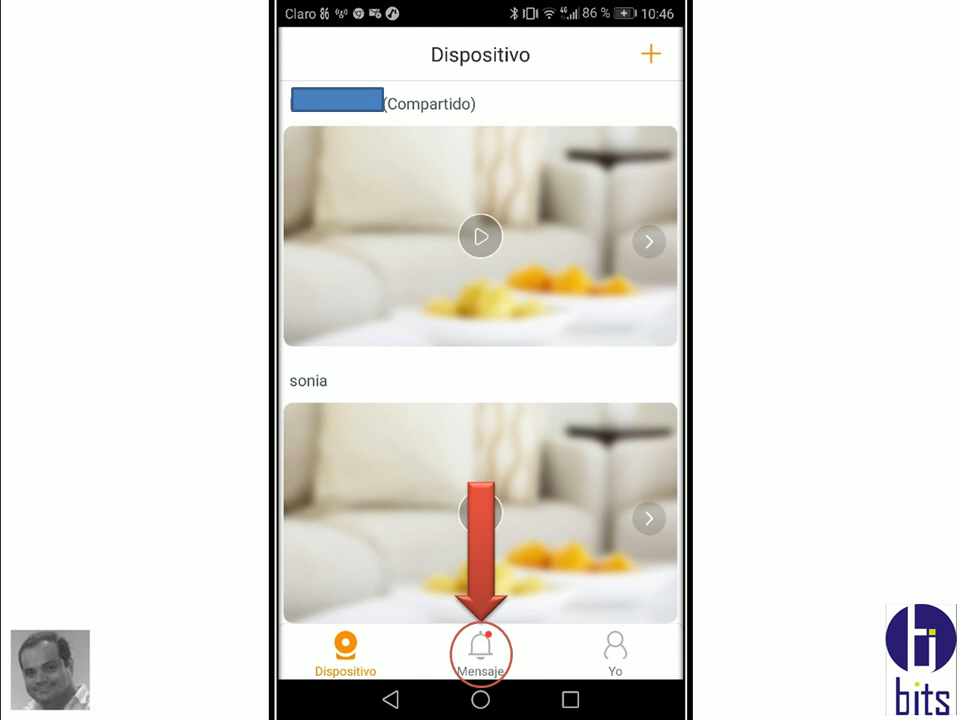 Claro 86 % 10:46
Dispositivo
(Compartido)
sonia
Dispositivo
Mensaje
Yo
bits